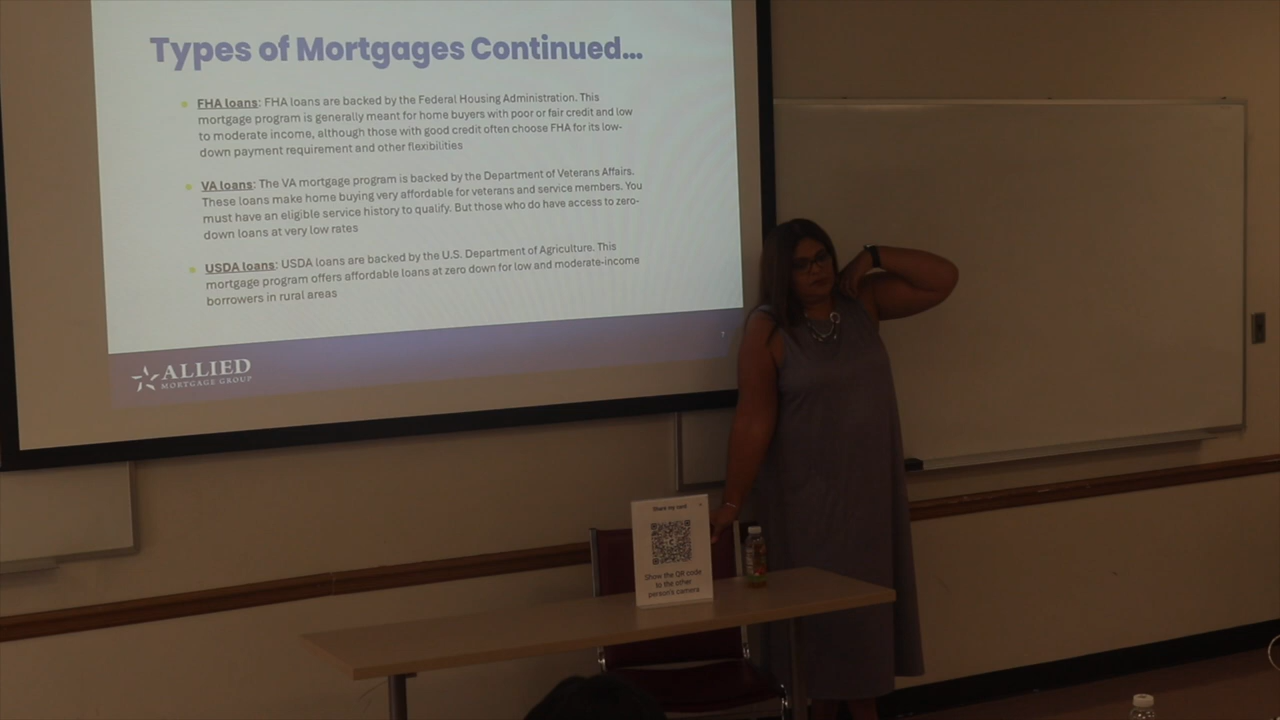 Types of Mortgages Continued...
FHA loans: FHA loans are backed by the Federal Housing Administration. This
mortgage program is generally meant for home buyers with poor or fair credit and low
to moderate income, although those with good credit often choose FHA for its low-
down payment requirement and other flexibilities
VA loans: The VA mortgage program is backed by the Department of Veterans Affairs.
These loans make home buying very affordable for veterans and service members. You
must have an eligible service history to qualify. But those who do have access to zero-
down loans at very low rates
USDA loans: USDA loans are backed by the U.S. Department of Agriculture. This
mortgage program offers affordable loans at zero down for low and moderate-income
borrowers in rural areas
7
ALLIED
MORTGAGE GROUP
Share my card
Show the QR code
to the other
person's camera